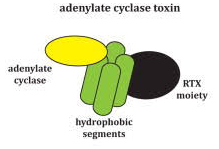 adenylate cyclase toxin
adenylate
cyclase
RTX
moiety
hydrophobic
segments